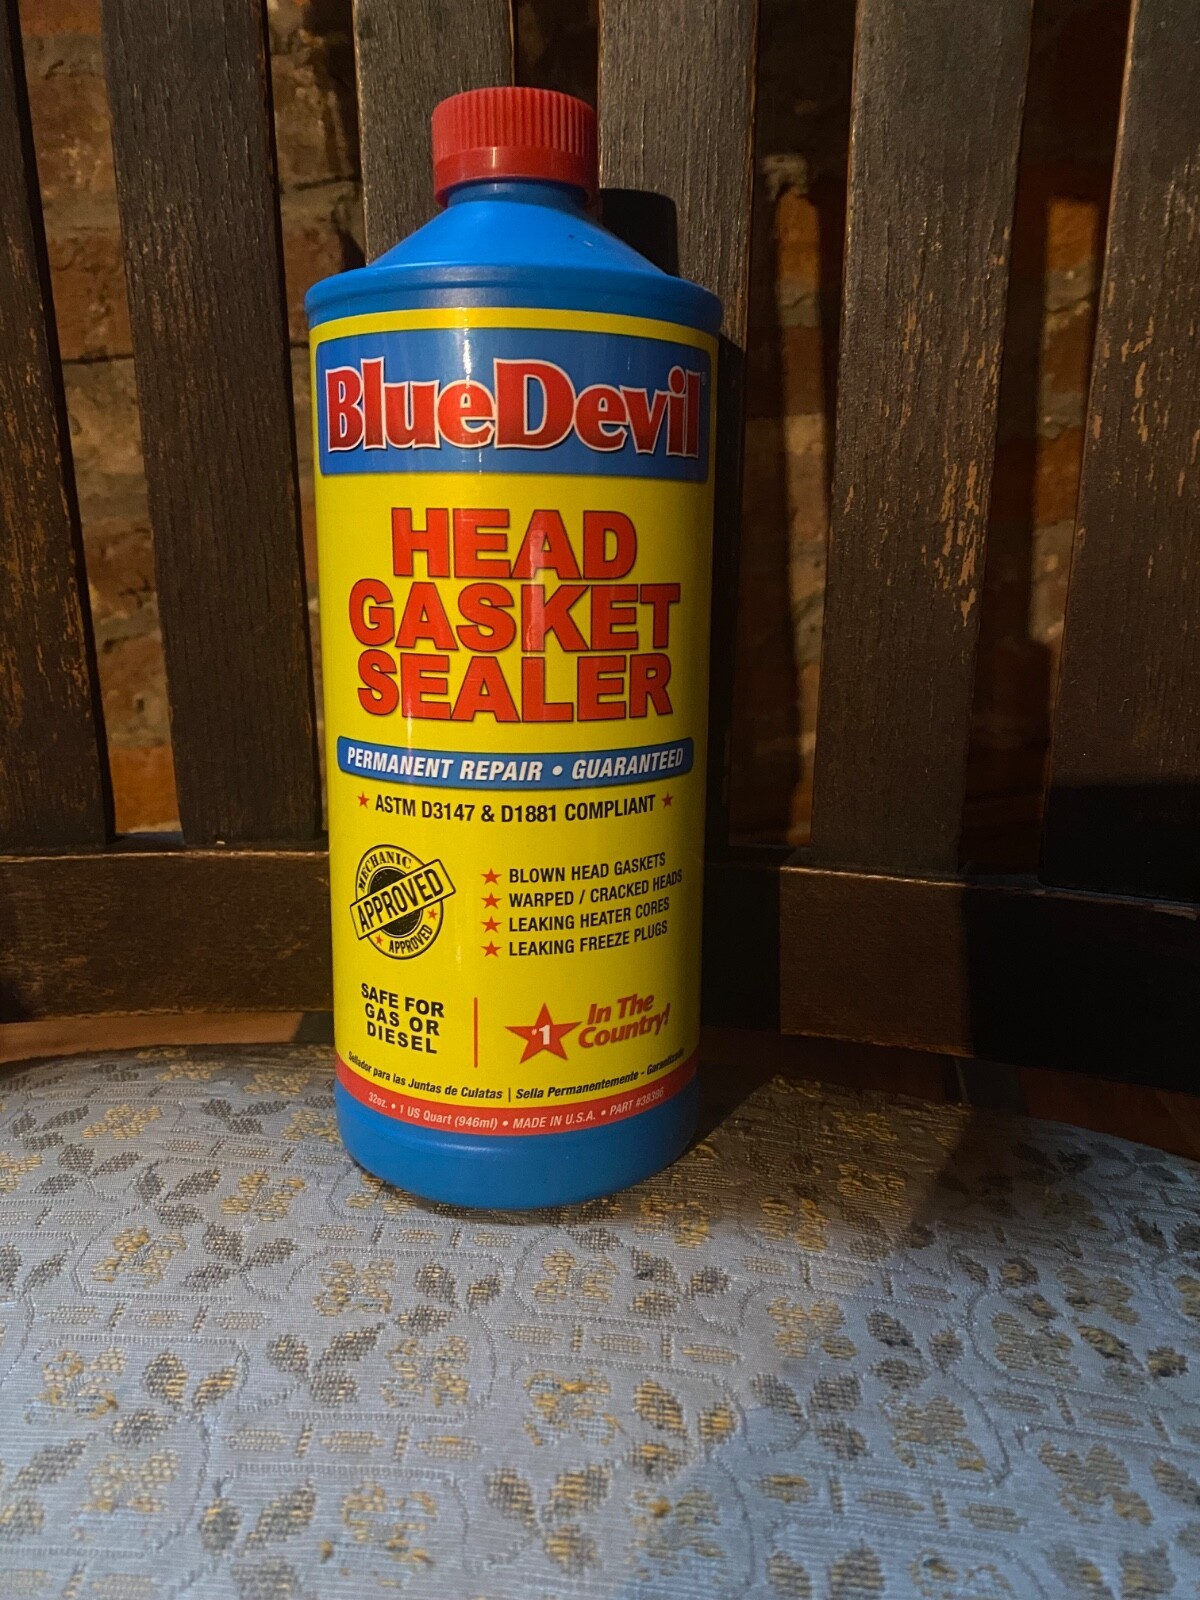 BlueDevil
HEAD
GASKET
SEALER
PERMANENT REPAIR • GUARANTEED
★ ASTM D3147 & D1881 COMPLIANT ★
MECHANIC
APPROVED
APPROVED
★ BLOWN HEAD GASKETS
★ WARPED / CRACKED HEADS
★ LEAKING HEATER CORES
★ LEAKING FREEZE PLUGS
SAFE FOR
GAS OR
DIESEL
#1
In The
Country!
Sellador para las Juntas de Culatas | Sella Permanentemente - Garantizado
32oz. • 1 US Quart (946ml) • MADE IN U.S.A. • PART #38386